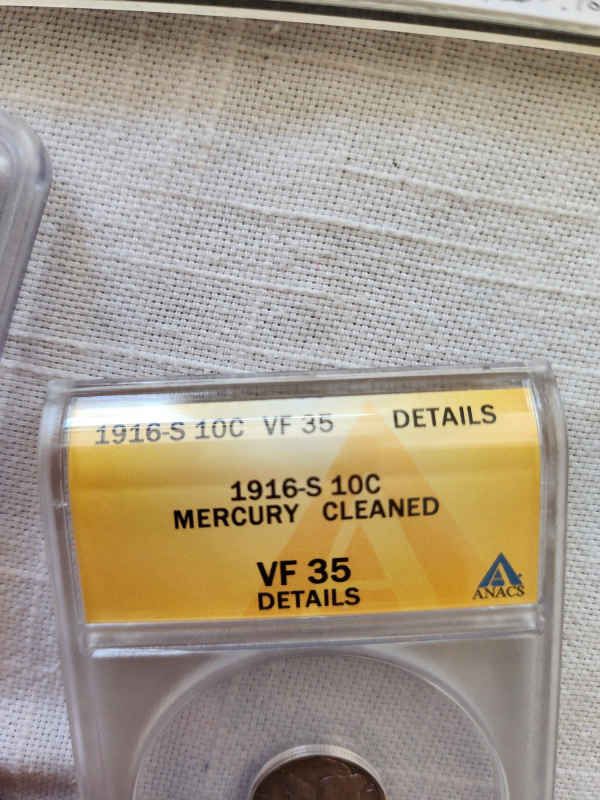 1916-S 10C VF 35 DETAILS
1916-S 10C
MERCURY CLEANED
VF 35
DETAILS
ANACS